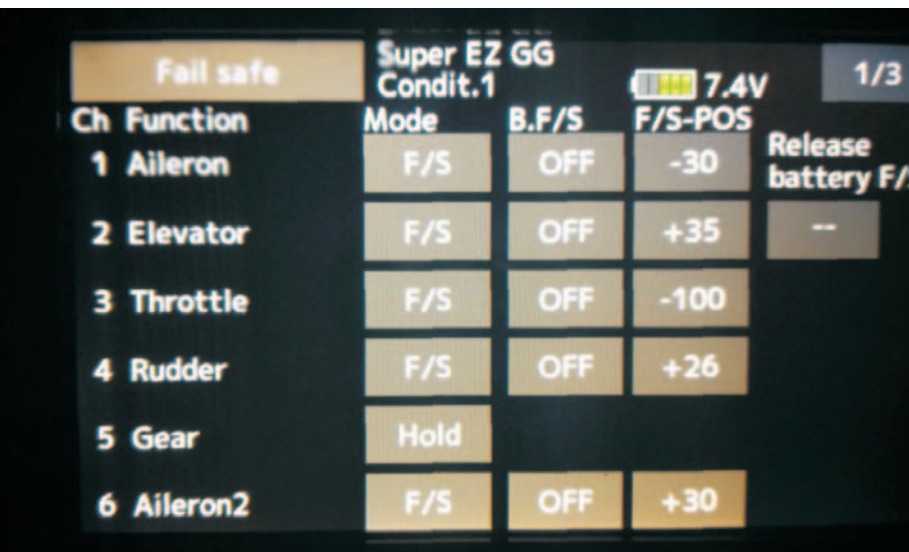 Fail safe
Super EZ GG
Condit.1
7.4V
1/3
Ch Function Mode B.F/S F/S-POS
Release
battery F/
1 Aileron F/S OFF -30
2 Elevator F/S OFF +35 --
3 Throttle F/S OFF -100
4 Rudder F/S OFF +26
5 Gear Hold
6 Aileron2 F/S OFF +30